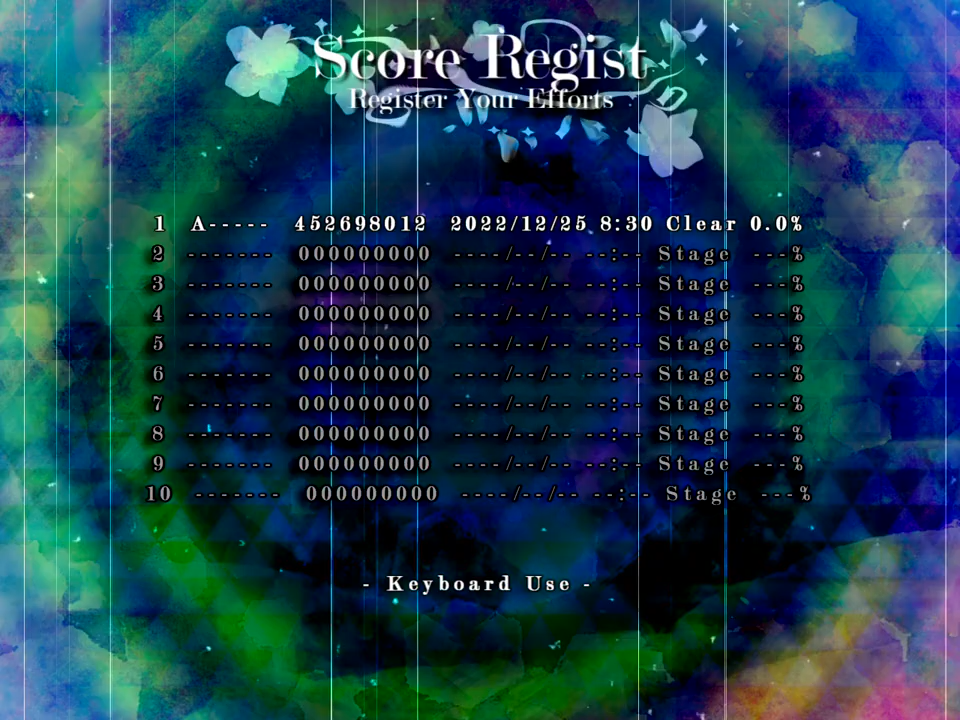 Score Regist
Register Your Efforts
1 A----- 452698012 2022/12/25 8:30 Clear 0.0%
2 ------- 000000000 ----/--/-- --:-- Stage ---%
3 ------- 000000000 ----/--/-- --:-- Stage ---%
4 ------- 000000000 ----/--/-- --:-- Stage ---%
5 ------- 000000000 ----/--/-- --:-- Stage ---%
6 ------- 000000000 ----/--/-- --:-- Stage ---%
7 ------- 000000000 ----/--/-- --:-- Stage ---%
8 ------- 000000000 ----/--/-- --:-- Stage ---%
9 ------- 000000000 ----/--/-- --:-- Stage ---%
10 ------- 000000000 ----/--/-- --:-- Stage ---%
- Keyboard Use -